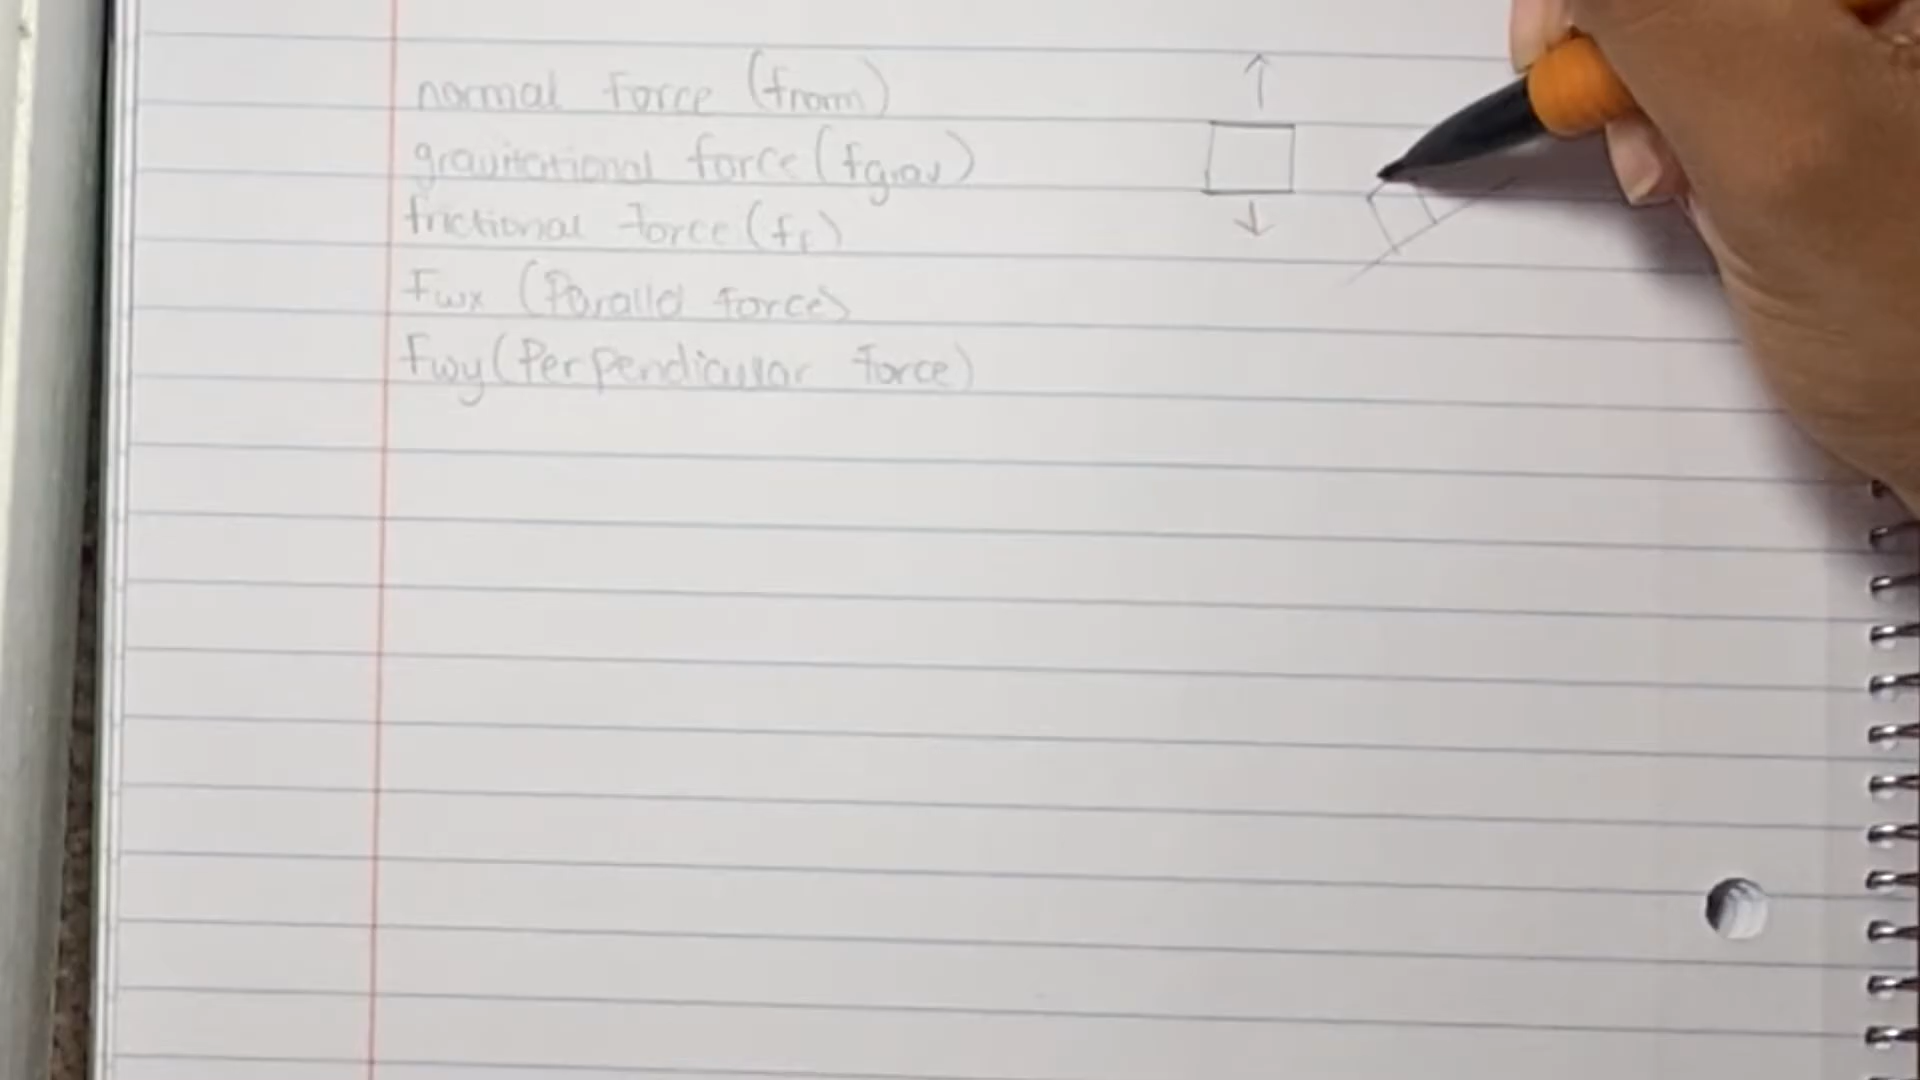 normal force (fnorm)
gravitational force (fgrav)
frictional force (ff)
Fwx (Parallel force)
Fwy (Perpendicular force)